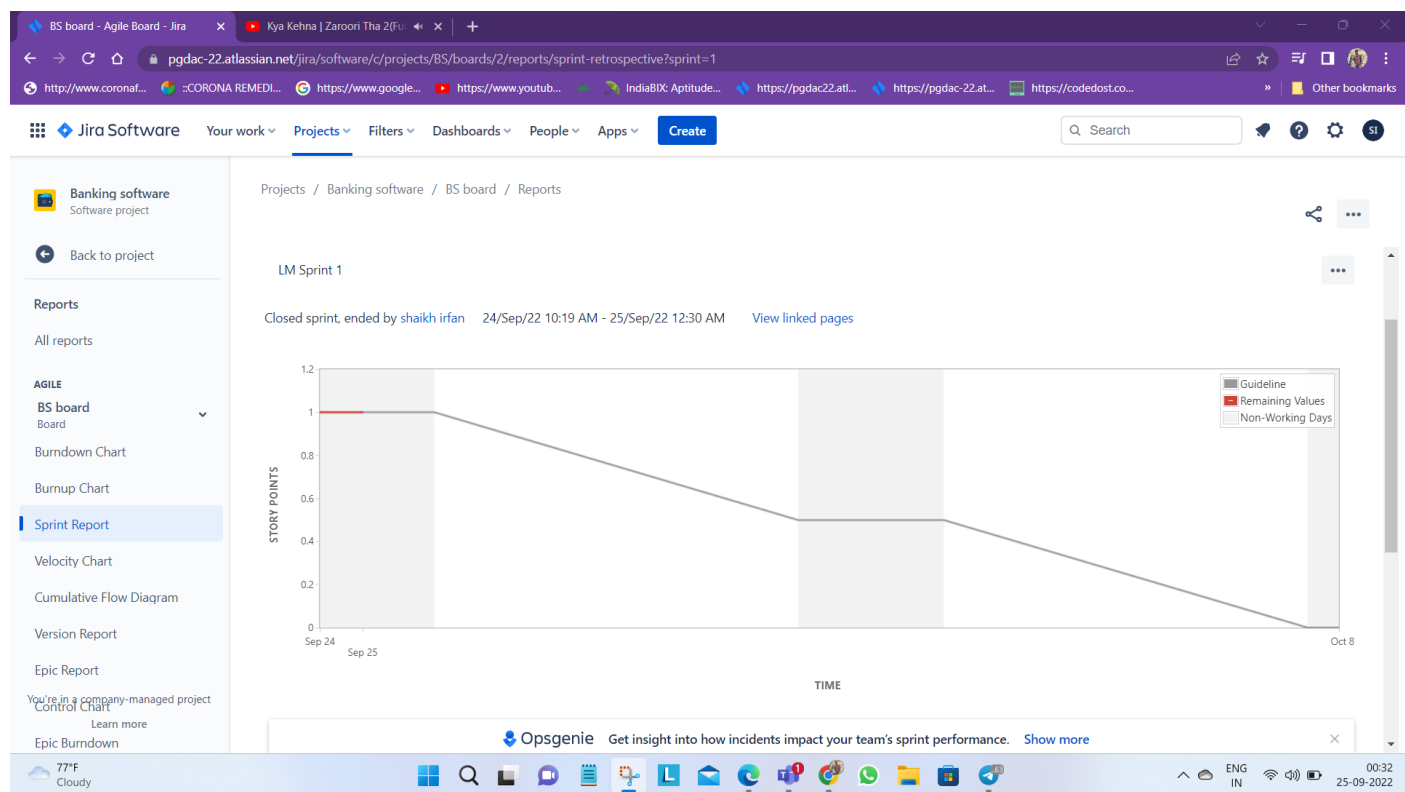 BS board - Agile Board - Jira
Kya Kehna | Zaroori Tha 2(Ful
pgdac-22.atlassian.net/jira/software/c/projects/BS/boards/2/reports/sprint-retrospective?sprint=1
http://www.coronaf...
::CORONA REMEDI...
https://www.google...
https://www.youtub...
IndiaBIX: Aptitude...
https://pgdac22.atl...
https://pgdac-22.at...
https://codedost.co...
»
Other bookmarks
Jira Software
Your work
Projects
Filters
Dashboards
People
Apps
Create
Search
SI
Banking software
Software project
Back to project
Reports
All reports
AGILE
BS board
Board
Burndown Chart
Burnup Chart
Sprint Report
Velocity Chart
Cumulative Flow Diagram
Version Report
Epic Report
You're in a company-managed project
Control Chart
Learn more
Epic Burndown
Projects / Banking software / BS board / Reports
LM Sprint 1
Closed sprint, ended by shaikh irfan 24/Sep/22 10:19 AM - 25/Sep/22 12:30 AM View linked pages
STORY POINTS
1.2
1
0.8
0.6
0.4
0.2
0
Guideline
Remaining Values
Non-Working Days
Sep 24
Sep 25
Oct 8
TIME
Opsgenie Get insight into how incidents impact your team's sprint performance. Show more
77°F
Cloudy
L
1
ENG
IN
00:32
25-09-2022